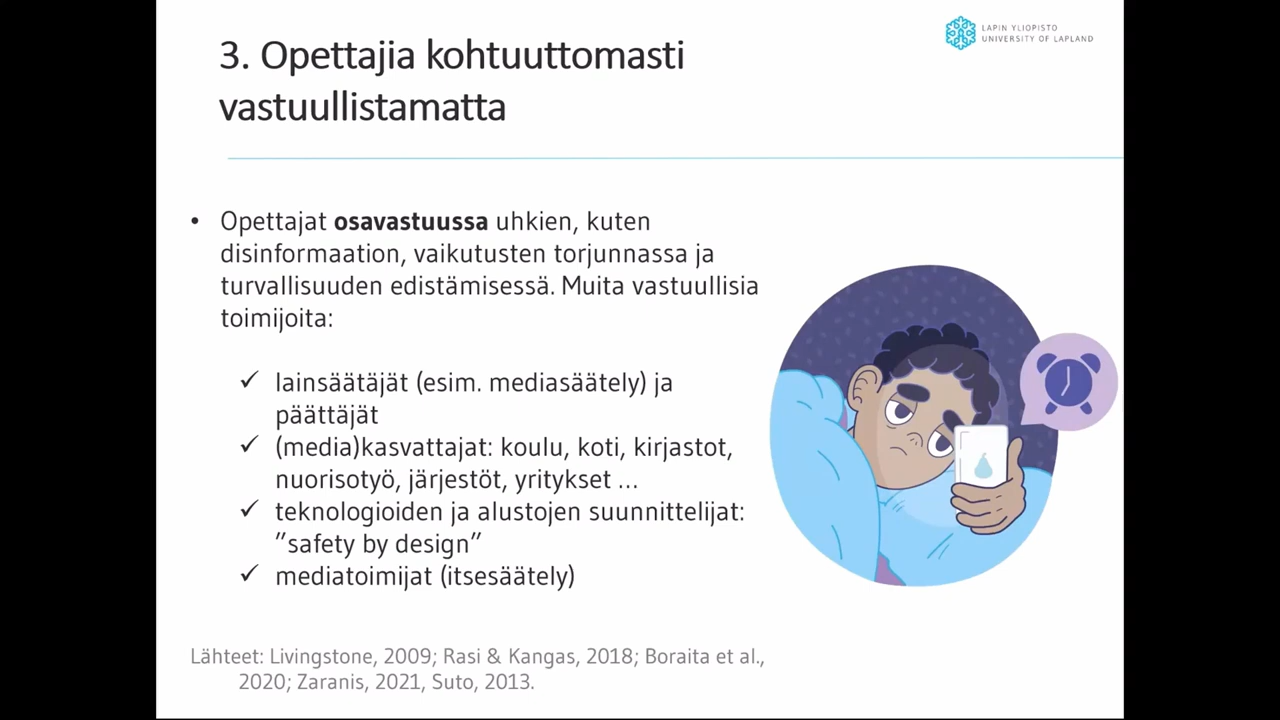 LAPIN YLIOPISTO
UNIVERSITY OF LAPLAND
3. Opettajia kohtuuttomasti
vastuullistamatta
• Opettajat osavastuussa uhkien, kuten
disinformaation, vaikutusten torjunnassa ja
turvallisuuden edistämisessä. Muita vastuullisia
toimijoita:
✓ lainsäätäjät (esim. mediasäätely) ja
päättäjät
✓ (media)kasvattajat: koulu, koti, kirjastot,
nuorisotyö, järjestöt, yritykset …
✓ teknologioiden ja alustojen suunnittelijat:
”safety by design”
✓ mediatoimijat (itsesäätely)
Lähteet: Livingstone, 2009; Rasi & Kangas, 2018; Boraita et al.,
2020; Zaranis, 2021, Suto, 2013.